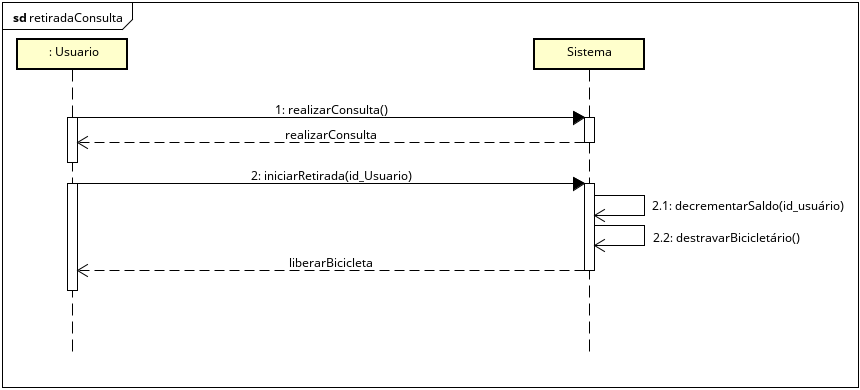 sd retiradaConsulta
: Usuario
Sistema
1: realizarConsulta()
realizarConsulta
2: iniciarRetirada(id_Usuario)
2.1: decrementarSaldo(id_usuário)
2.2: destravarBicicletário()
liberarBicicleta